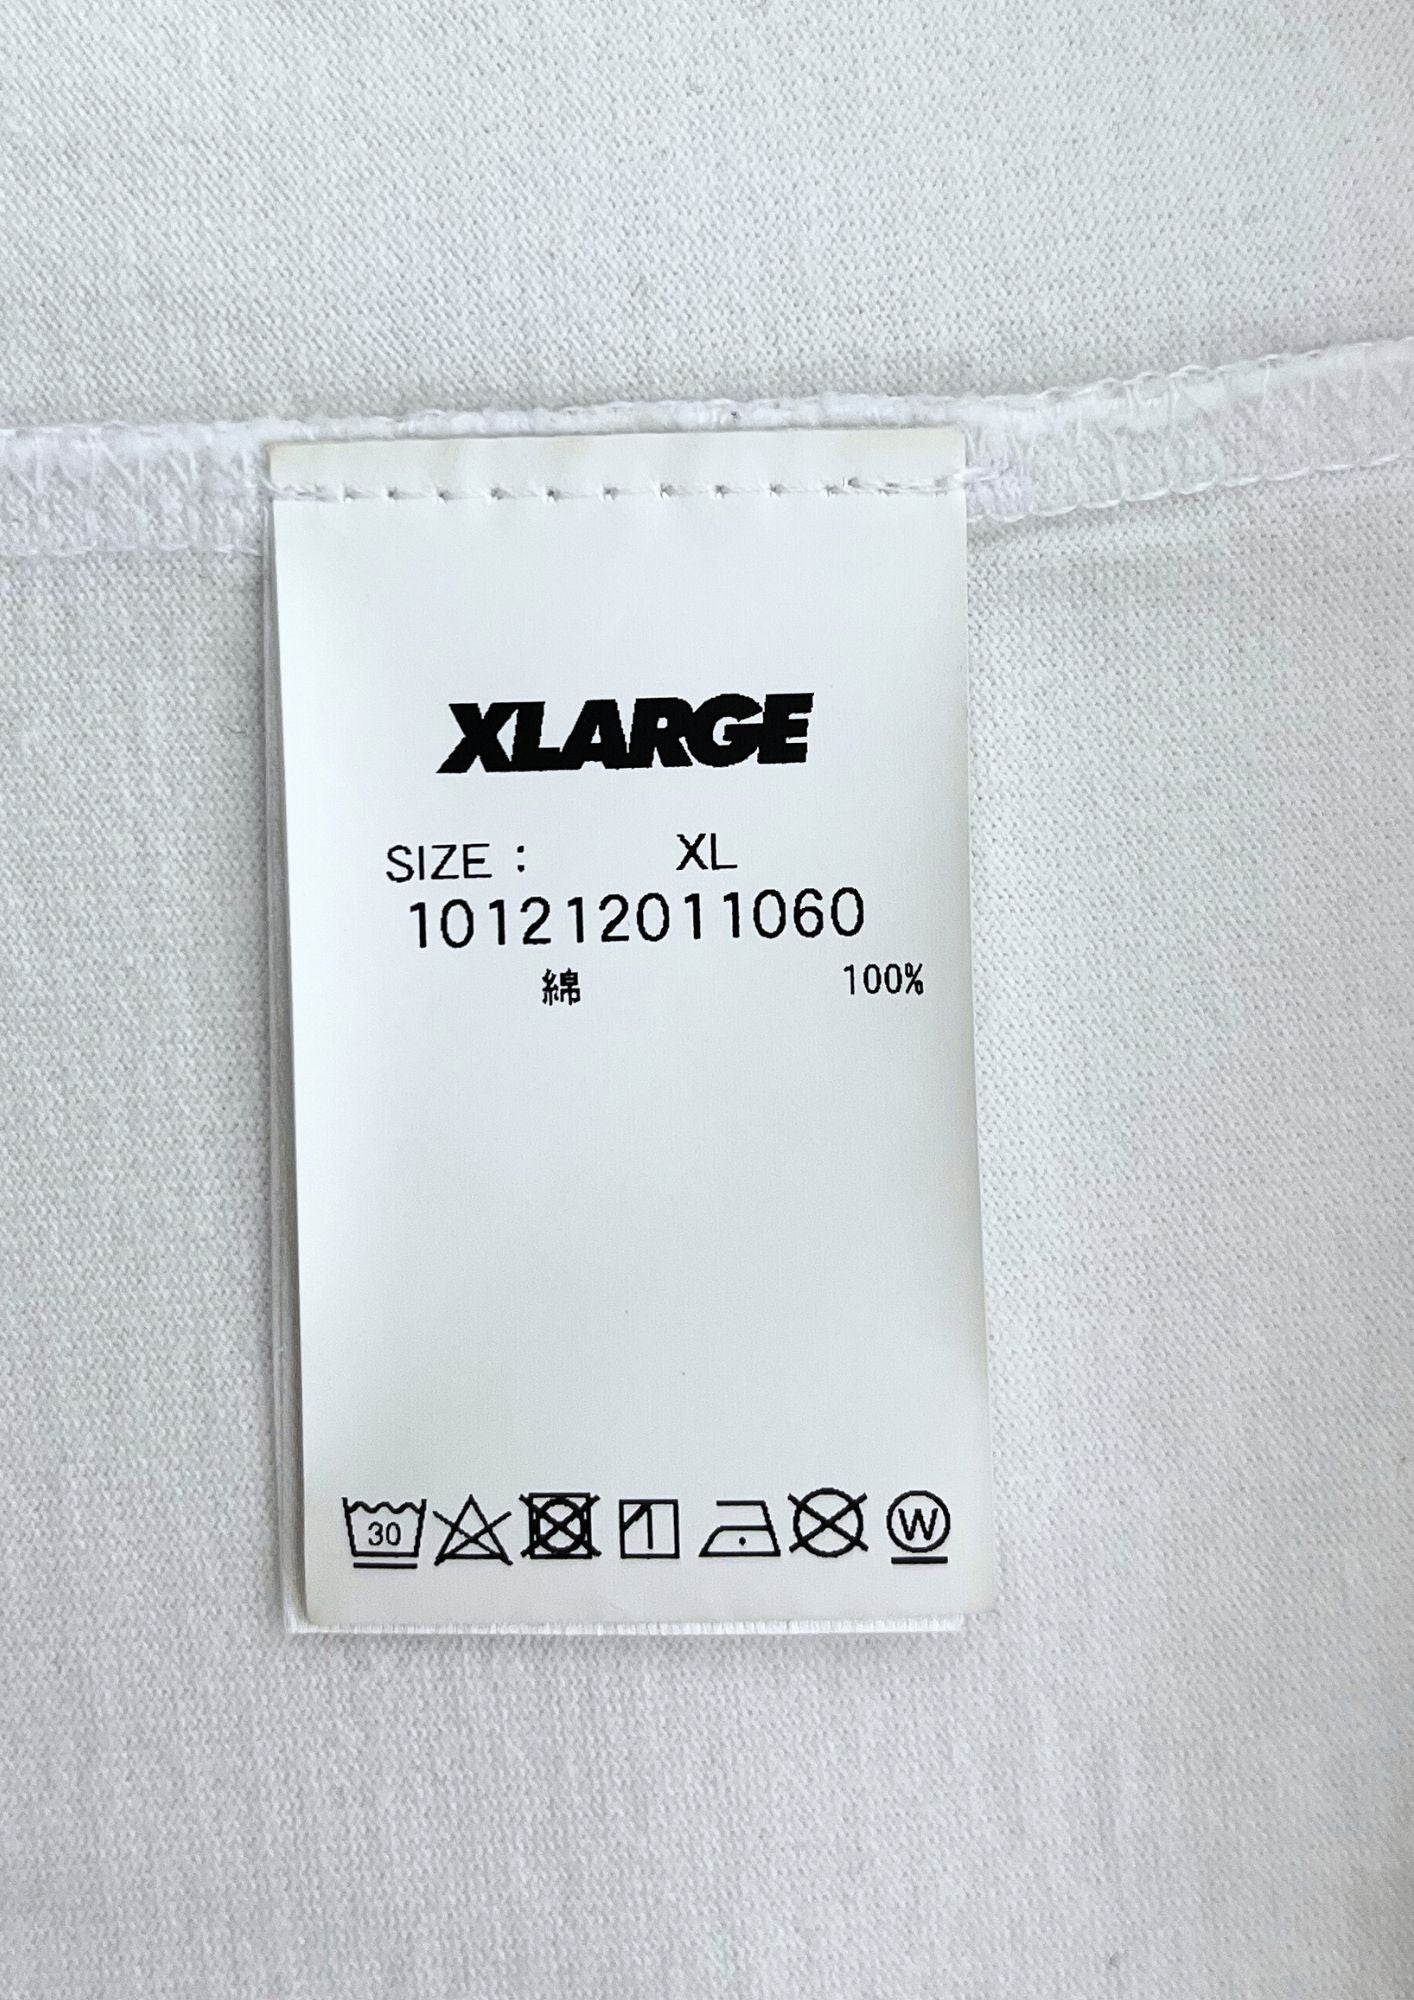 XLARGE
SIZE : XL
101212011060
綿 100%
30 W